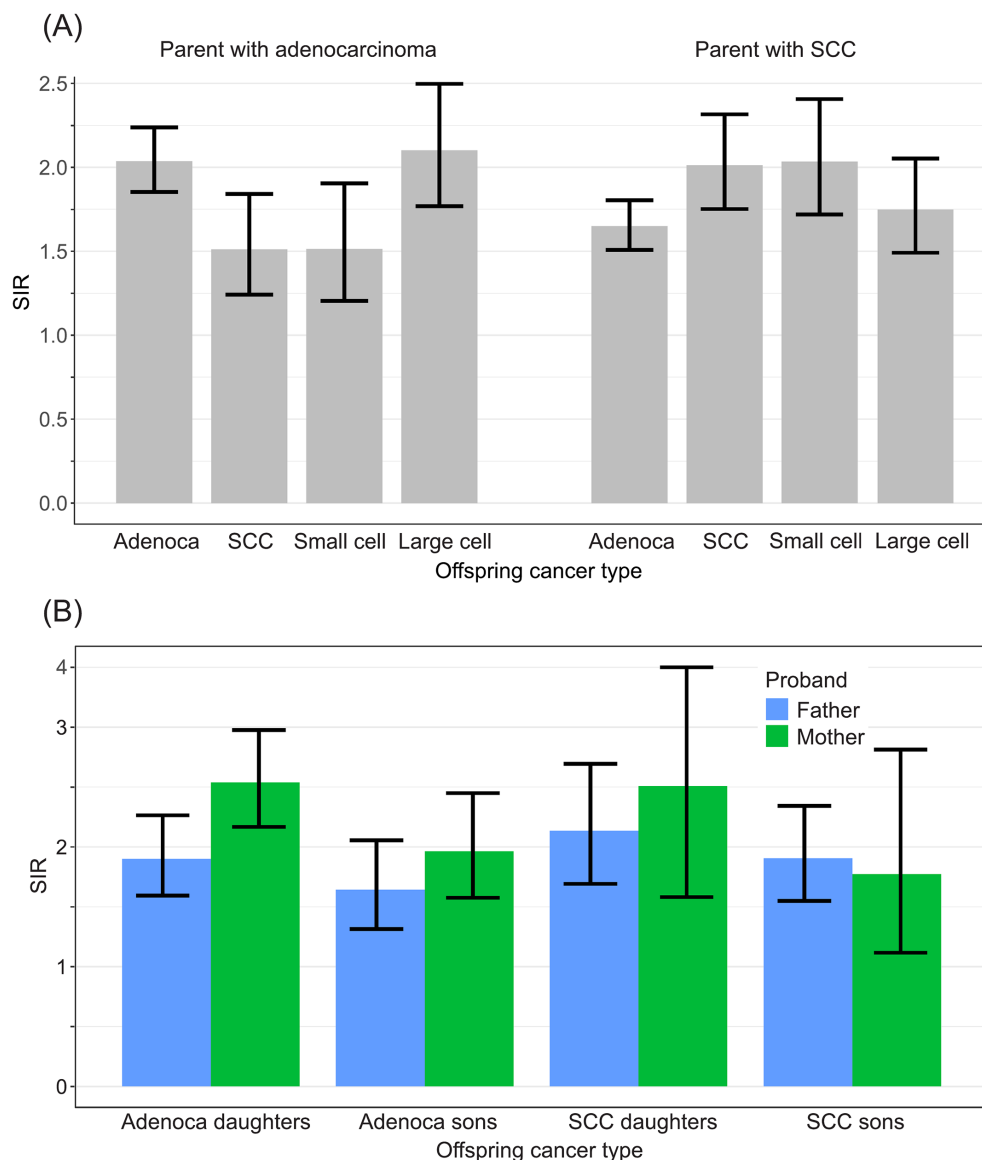 (A)
Parent with adenocarcinoma Parent with SCC
2.5
2.0
1.5
1.0
0.5
0.0
SIR
Adenoca SCC Small cell Large cell Adenoca SCC Small cell Large cell
Offspring cancer type
(B)
4
3
2
1
0
SIR
Proband
Father
Mother
Adenoca daughters Adenoca sons SCC daughters SCC sons
Offspring cancer type